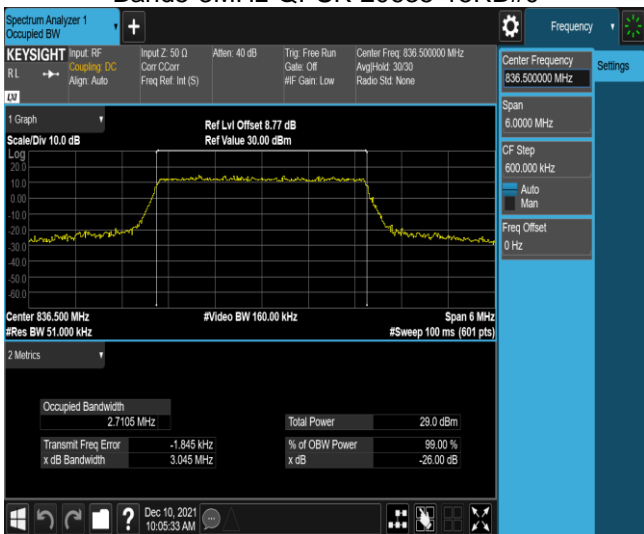 Spectrum Analyzer 1
Occupied BW
Frequency
KEYSIGHT
Input: RF
Coupling: DC
Align: Auto
RL
LXI
Input Z: 50 Ω
Corr CCorr
Freq Ref: Int (S)
Atten: 40 dB
Trig: Free Run
Gate: Off
#IF Gain: Low
Center Freq: 836.500000 MHz
Avg|Hold: 30/30
Radio Std: None
Center Frequency
836.500000 MHz
Settings
Span
6.0000 MHz
CF Step
600.000 kHz
Auto
Man
Freq Offset
0 Hz
1 Graph
Scale/Div 10.0 dB
Ref Lvl Offset 8.77 dB
Ref Value 30.00 dBm
Log
20.0
10.0
0.00
-10.0
-20.0
-30.0
-40.0
-50.0
-60.0
Center 836.500 MHz
#Video BW 160.00 kHz
Span 6 MHz
#Res BW 51.000 kHz
#Sweep 100 ms (601 pts)
2 Metrics
Occupied Bandwidth
2.7105 MHz
Total Power 29.0 dBm
Transmit Freq Error -1.845 kHz
% of OBW Power 99.00 %
x dB Bandwidth 3.045 MHz
x dB -26.00 dB
?
Dec 10, 2021
10:05:33 AM